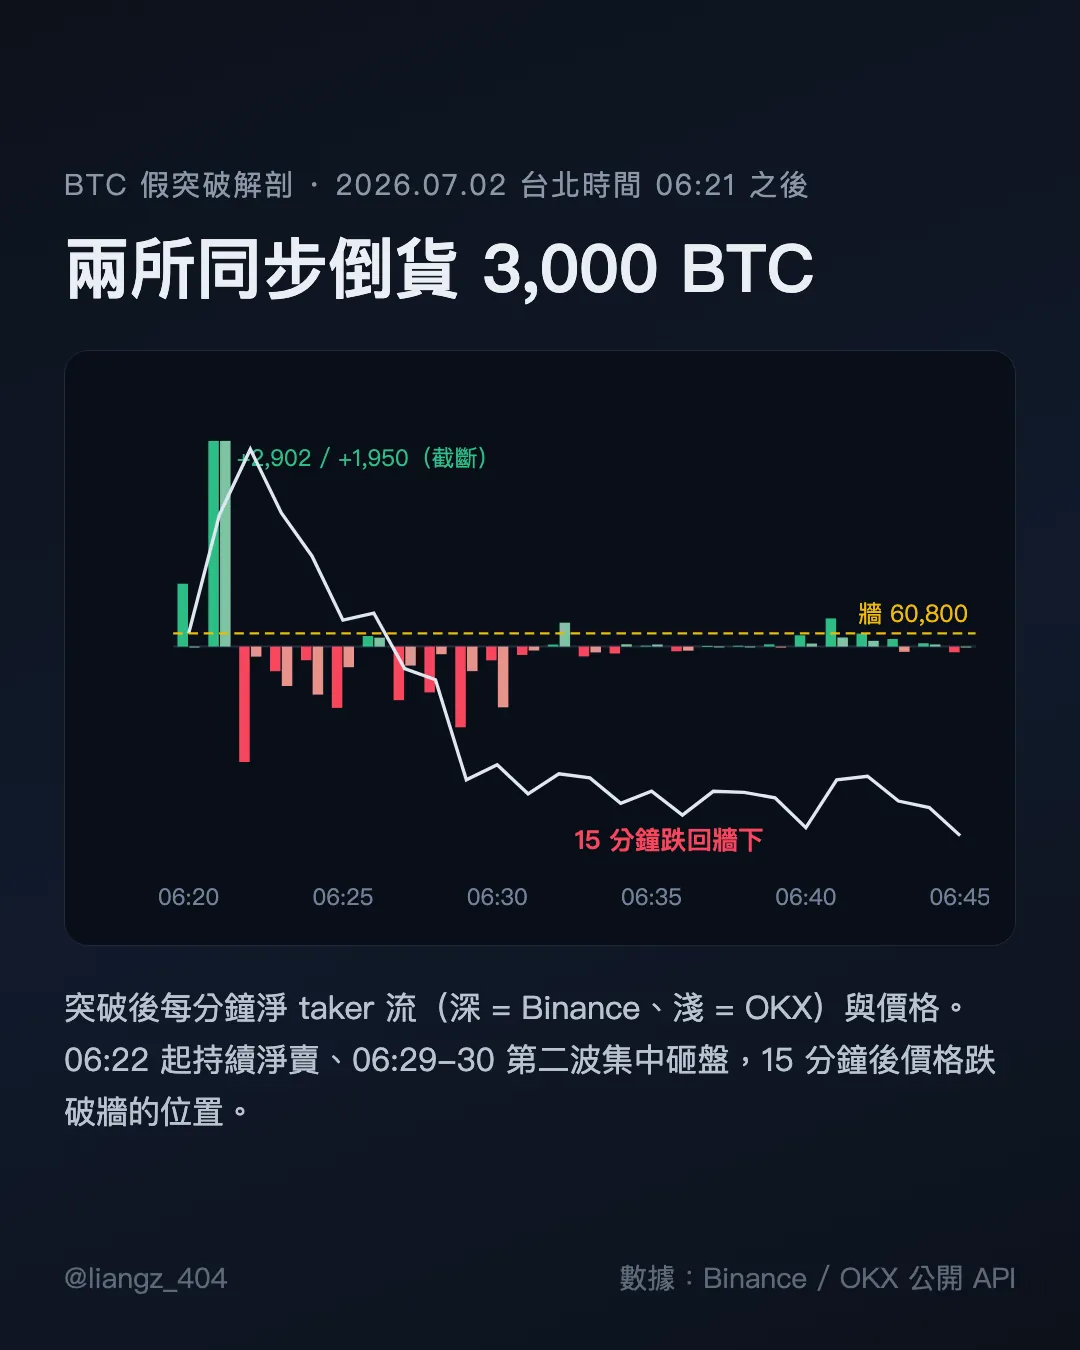 BTC 假突破解剖 · 2026.07.02 台北時間 06:21 之後
兩所同步倒貨 3,000 BTC
+2,902 / +1,950（截斷）
牆 60,800
15 分鐘跌回牆下
06:20 06:25 06:30 06:35 06:40 06:45
突破後每分鐘淨 taker 流（深 = Binance、淺 = OKX）與價格。
06:22 起持續淨賣、06:29–30 第二波集中砸盤，15 分鐘後價格跌
破牆的位置。
@liangz_404
數據：Binance / OKX 公開 API